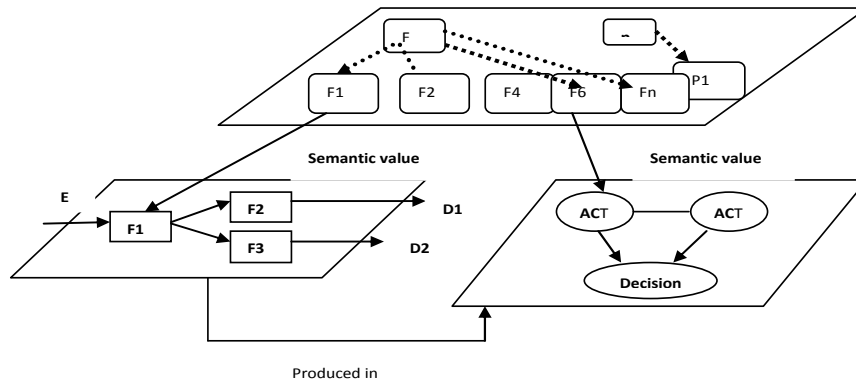 F
F1
F2
F4
F6
Fn
P1
Semantic value
Semantic value
E
F1
F2
F3
D1
D2
ACT
ACT
Decision
Produced in